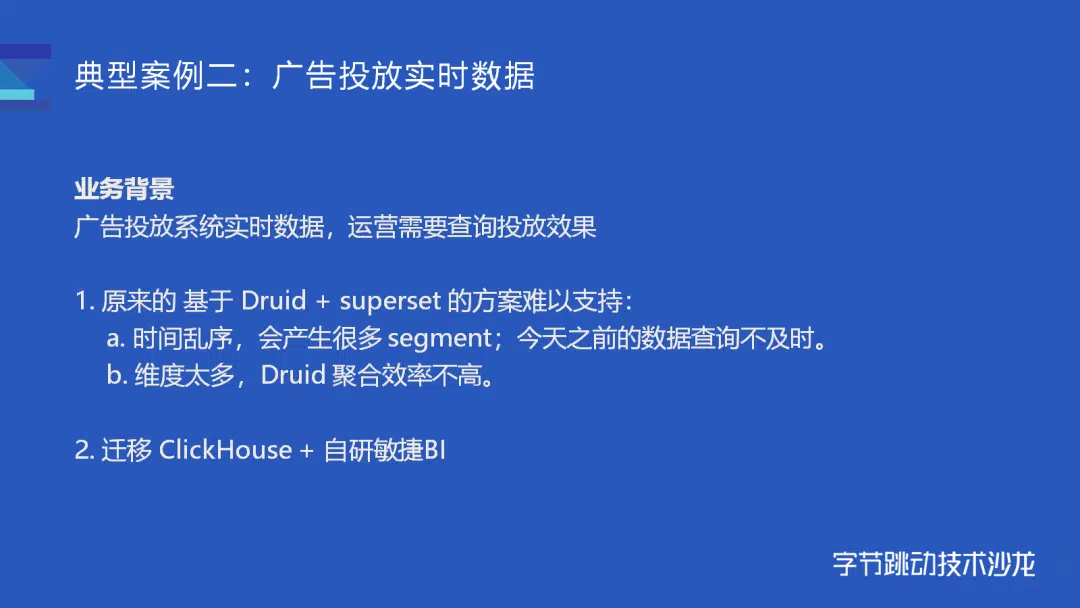 典型案例二：广告投放实时数据
业务背景
广告投放系统实时数据，运营需要查询投放效果
1. 原来的 基于 Druid + superset 的方案难以支持：
a. 时间乱序，会产生很多 segment；今天之前的数据查询不及时。
b. 维度太多，Druid 聚合效率不高。
2. 迁移 ClickHouse + 自研敏捷BI
字节跳动技术沙龙